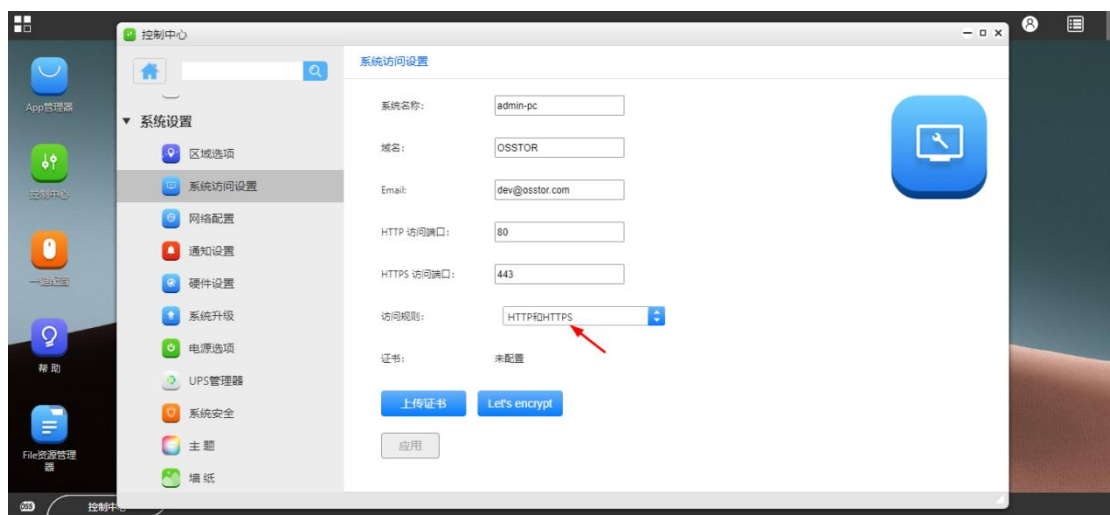 控制中心
App管理器
控制中心
一键配置
帮助
File资源管理
器
系统设置
区域选项
系统访问设置
网络配置
通知设置
硬件设置
系统升级
电源选项
UPS管理器
系统安全
主题
墙纸
系统访问设置
系统名称:
admin-pc
域名:
OSSTOR
Email:
dev@osstor.com
HTTP 访问端口:
80
HTTPS 访问端口:
443
访问规则:
HTTP和HTTPS
证书:
未配置
上传证书
Let's encrypt
应用
OSS
控制中心